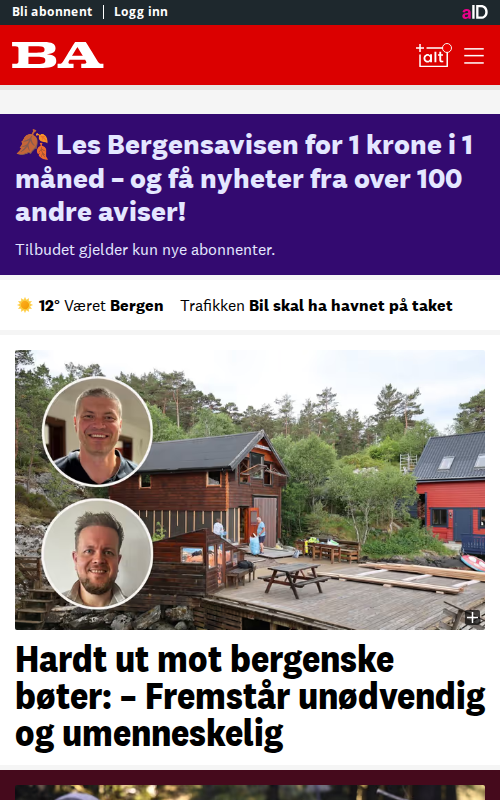 Bli abonnent | Logg inn
aID
BA
+alt
🍂 Les Bergensavisen for 1 krone i 1
måned – og få nyheter fra over 100
andre aviser!
Tilbudet gjelder kun nye abonnenter.
12° Været Bergen Trafikken Bil skal ha havnet på taket
Hardt ut mot bergenske
bøter: – Fremstår unødvendig
og umenneskelig